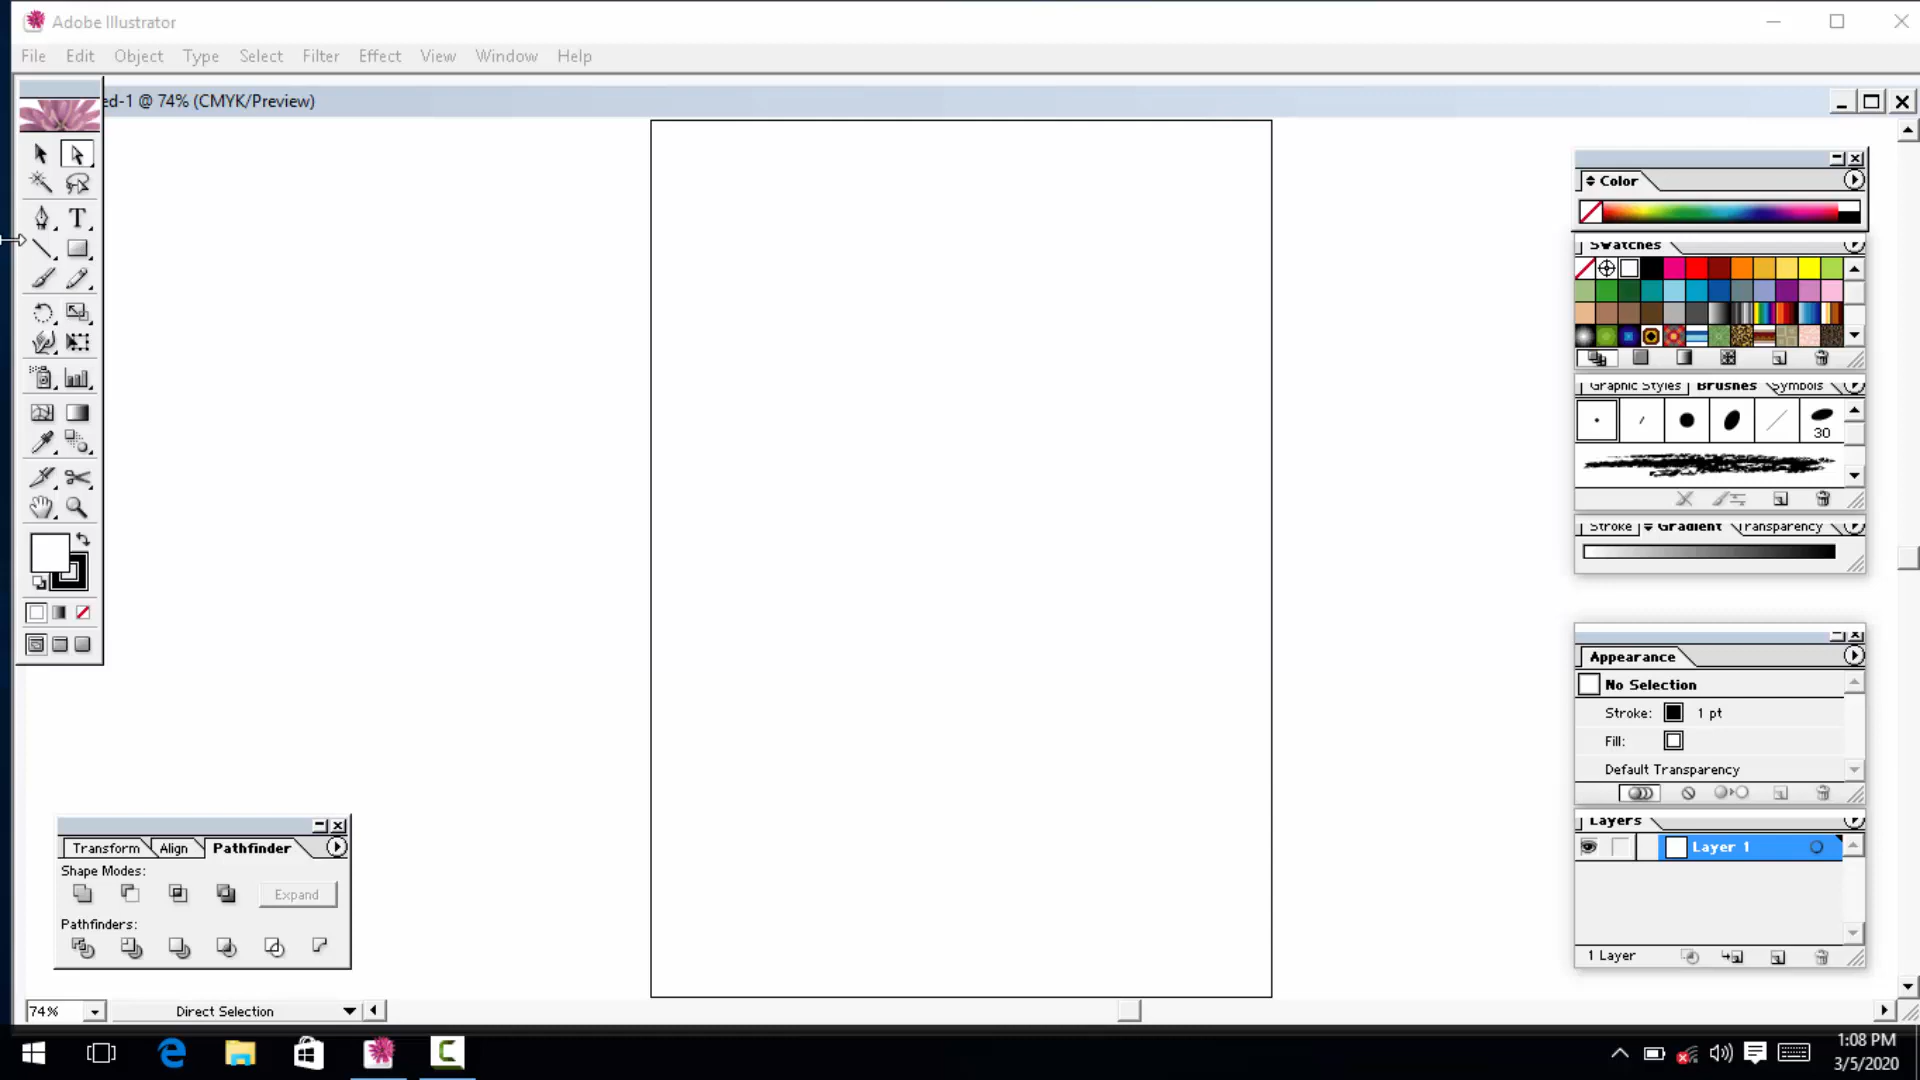 Adobe Illustrator
File Edit Object Type Select Filter Effect View Window Help
ed-1 @ 74% (CMYK/Preview)
T
Color
Swatches
Graphic Styles Brushes Symbols
30
Stroke Gradient Transparency
Appearance
No Selection
Stroke: 1 pt
Fill:
Default Transparency
Layers
Layer 1
1 Layer
Transform Align Pathfinder
Shape Modes:
Expand
Pathfinders:
74% Direct Selection
1:08 PM
3/5/2020